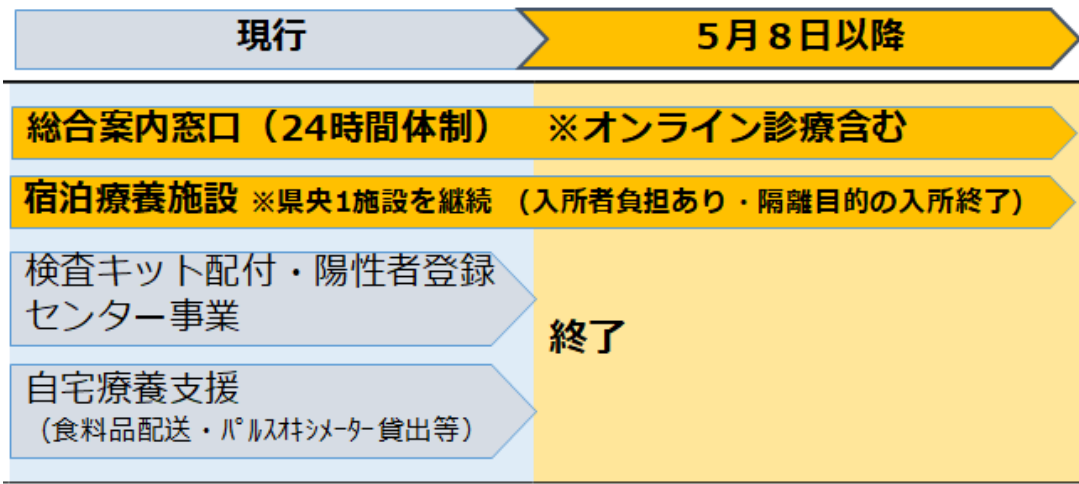 現行
5月8日以降
総合案内窓口（24時間体制）　※オンライン診療含む
宿泊療養施設 ※県央1施設を継続 （入所者負担あり・隔離目的の入所終了）
検査キット配付・陽性者登録
センター事業
終了
自宅療養支援
（食料品配送・ﾊﾟﾙｽｵｷｼﾒｰﾀｰ貸出等）